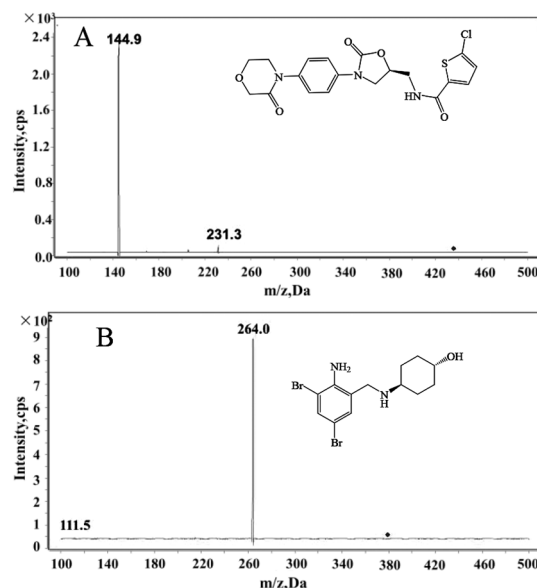 × 10³
A
144.9
2.4
2.0
1.6
1.2
0.8
0.4
0.0
Intensity,cps
231.3
O
O
N
O
N
O
HN
O
S
Cl
100 140 180 220 260 300 340 380 420 460 500
m/z,Da
× 10²
B
264.0
9
8
7
6
5
4
3
2
1
0
Intensity,cps
111.5
NH₂
Br
Br
N
H
OH
100 140 180 220 260 300 340 380 420 460 500
m/z,Da